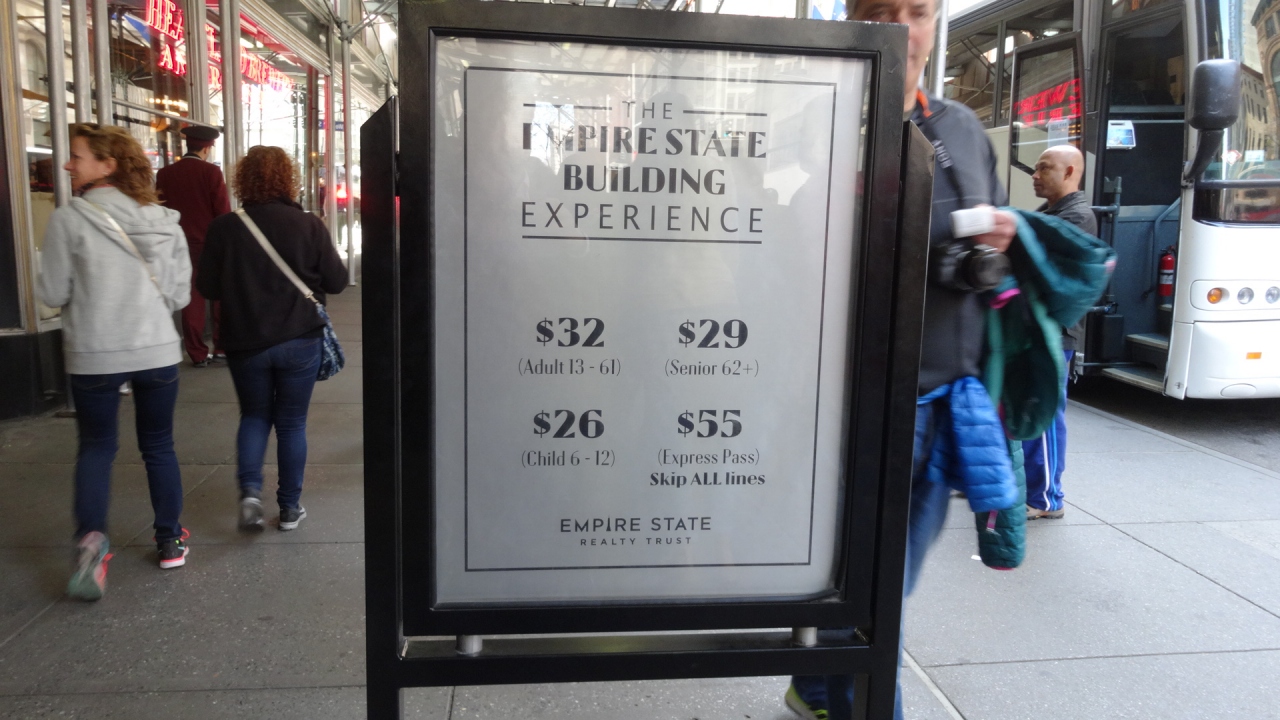 THE
EMPIRE STATE
BUILDING
EXPERIENCE
$32
(Adult 13 - 61)
$29
(Senior 62+)
$26
(Child 6 - 12)
$55
(Express Pass)
Skip ALL lines
EMPIRE STATE
REALTY TRUST